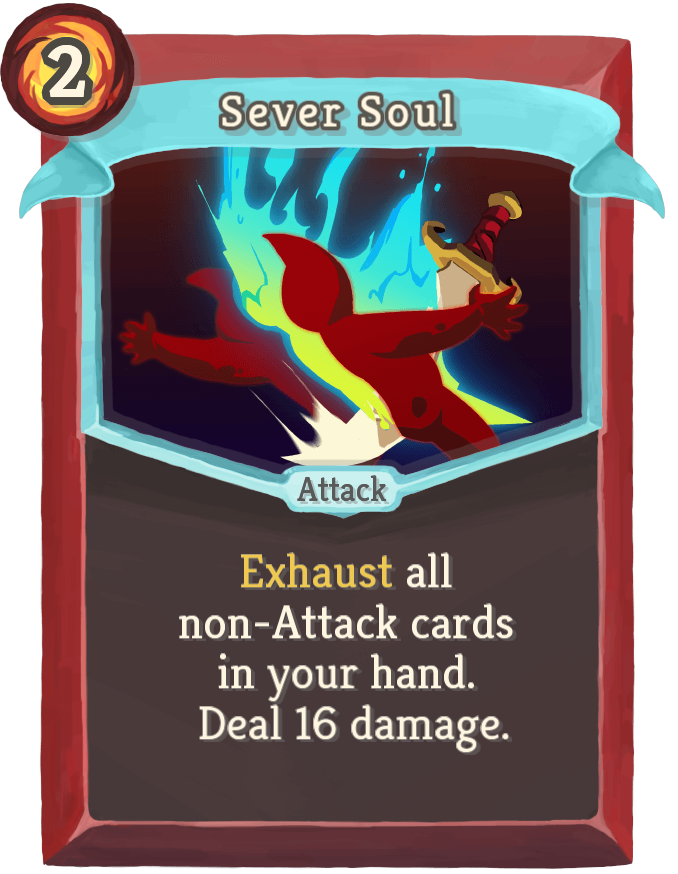 2
Sever Soul
Attack
Exhaust all
non-Attack cards
in your hand.
Deal 16 damage.